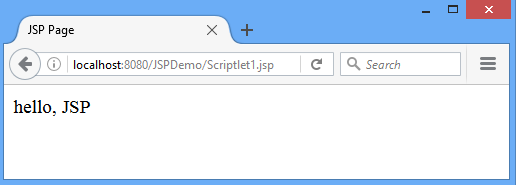 JSP Page
localhost:8080/JSPDemo/Scriptlet1.jsp
Search
hello, JSP